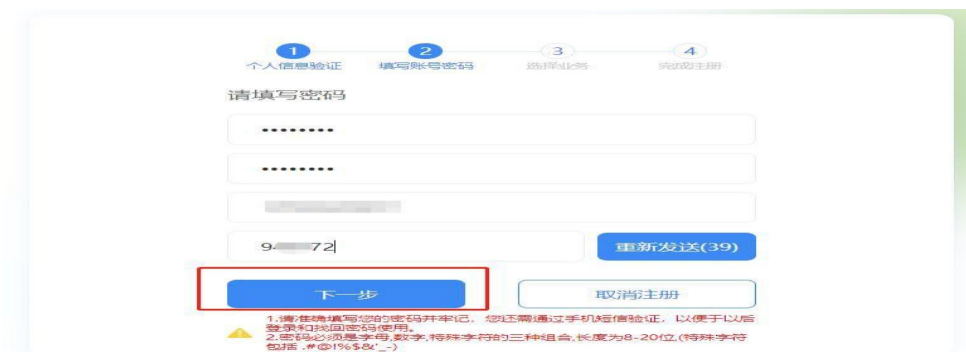 1 2 3 4
个人信息验证 填写账号密码 选择业务 完成注册
请填写密码
••••••••
••••••••
9 72
重新发送(39)
下一步 取消注册
1.请准确填写您的密码并牢记，您还需通过手机短信验证，以便于以后
登录和找回密码使用。
2.密码必须是字母,数字,特殊字符的三种组合,长度为8-20位,(特殊字符
包括 .#@!%$&'_-)